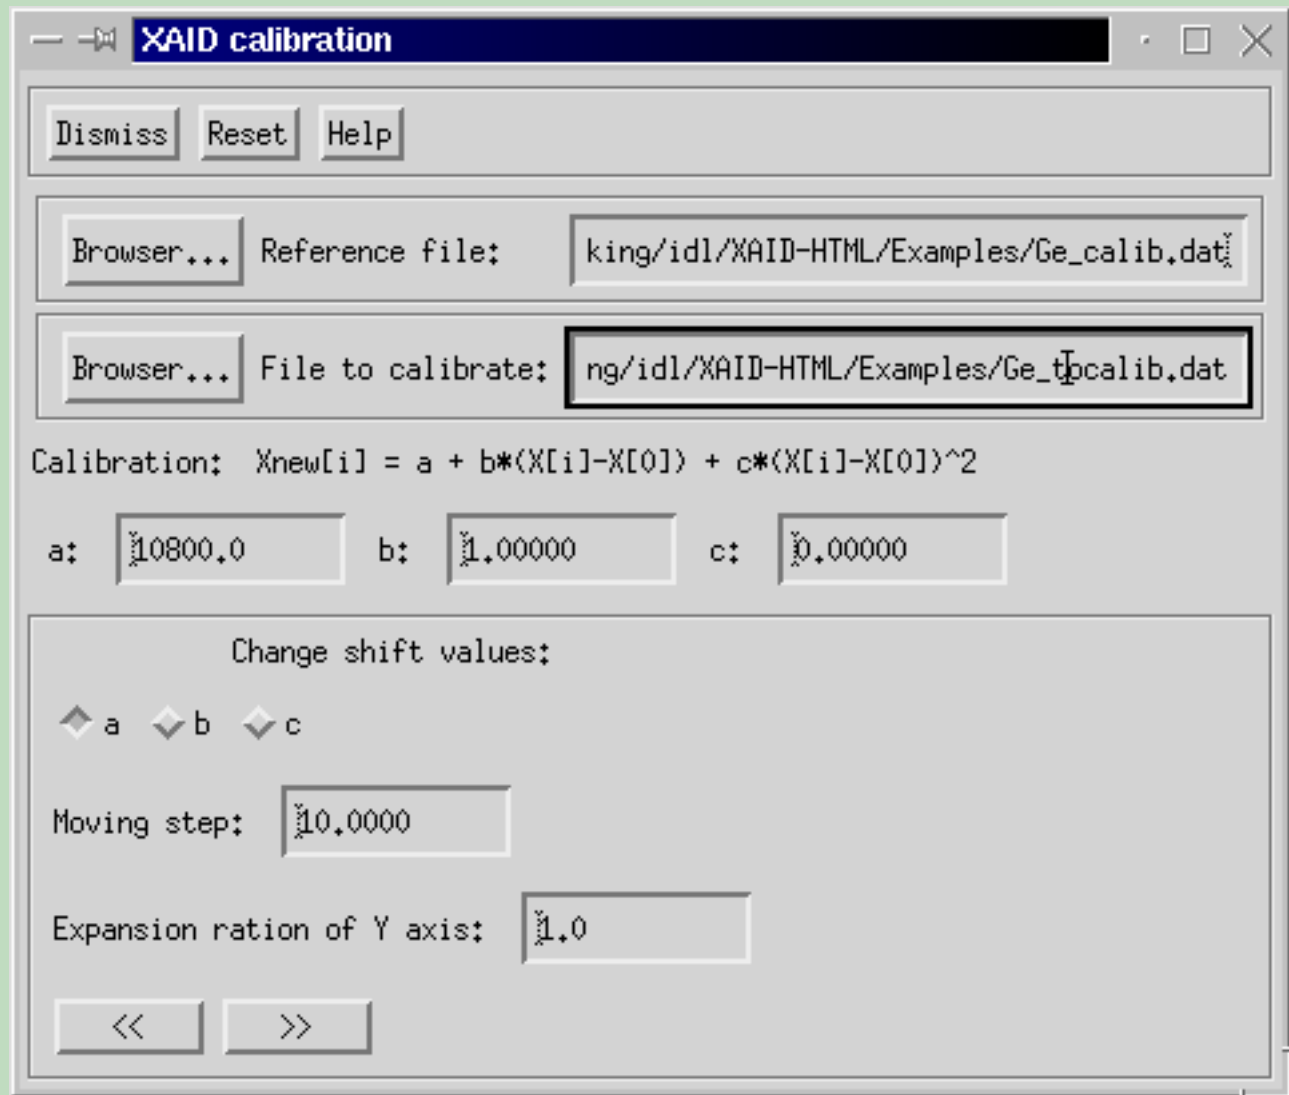 XAID calibration
Dismiss Reset Help
Browser... Reference file: king/idl/XAID-HTML/Examples/Ge_calib.dat
Browser... File to calibrate: ng/idl/XAID-HTML/Examples/Ge_tocalib.dat
Calibration: Xnew[i] = a + b*(X[i]-X[0]) + c*(X[i]-X[0])^2
a: 10800.0 b: 1.00000 c: 0.00000
Change shift values:
a b c
Moving step: 10.0000
Expansion ration of Y axis: 1.0
<< >>